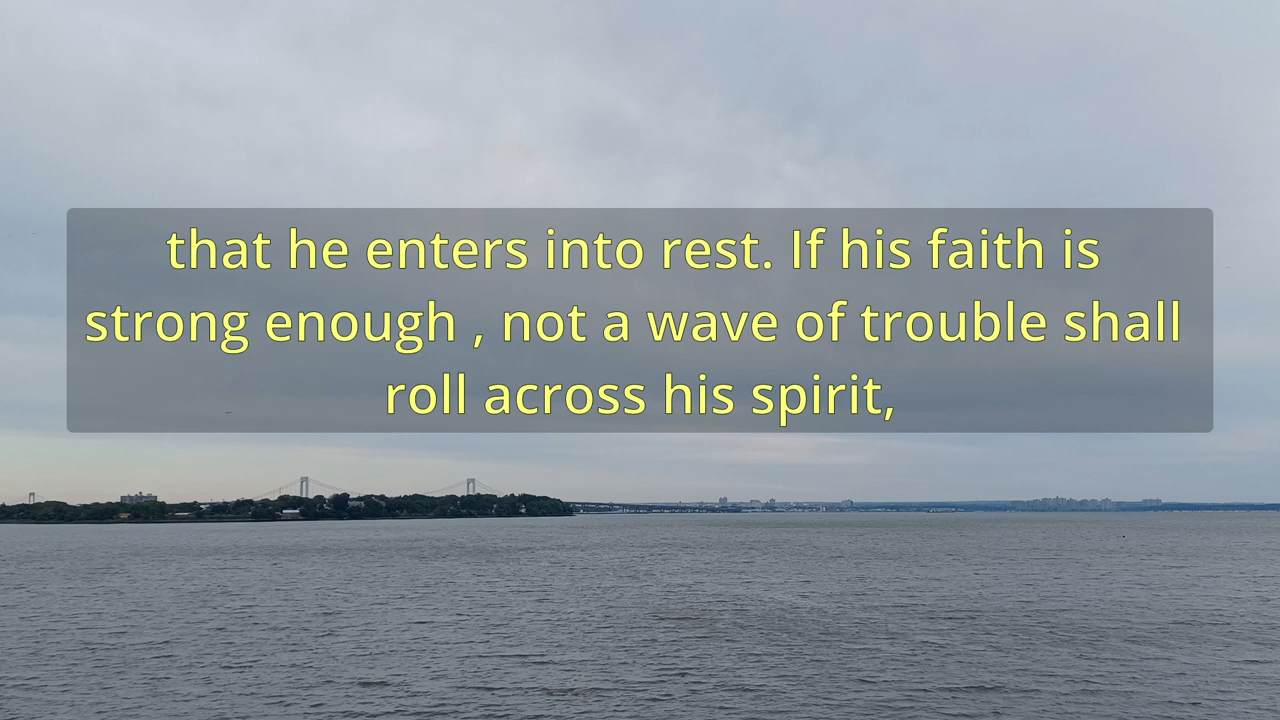 that he enters into rest. If his faith is
strong enough , not a wave of trouble shall
roll across his spirit,